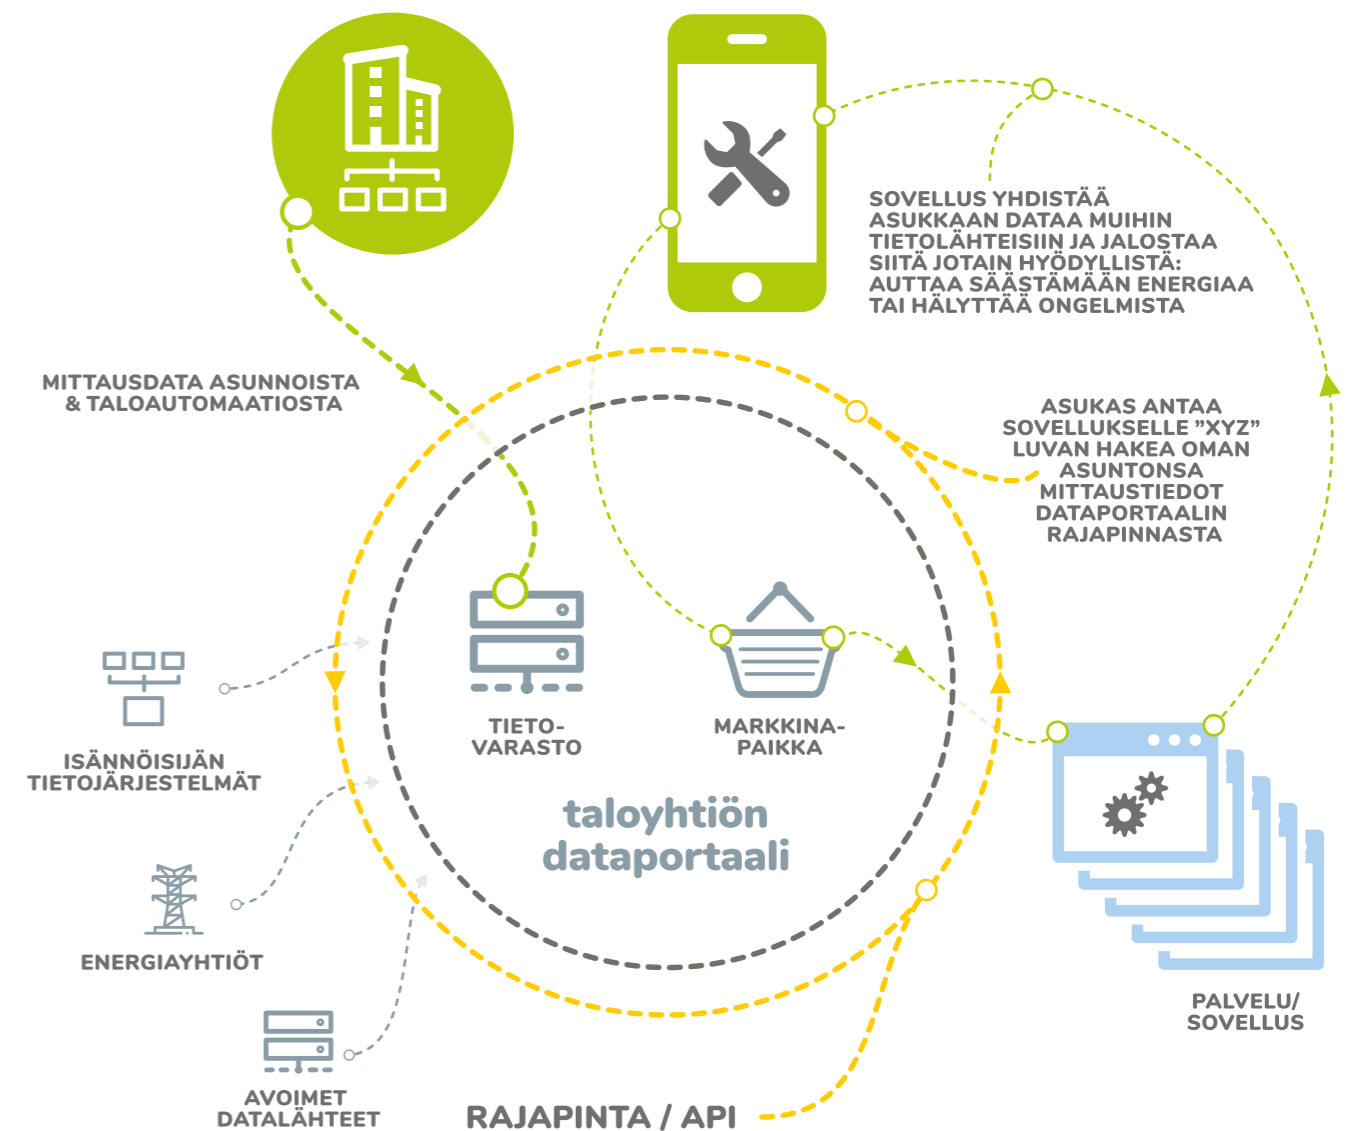 SOVELLUS YHDISTÄÄ
ASUKKAAN DATAA MUIHIN
TIETOLÄHTEISIIN JA JALOSTAA
SIITÄ JOTAIN HYÖDYLLISTÄ:
AUTTAA SÄÄSTÄMÄÄN ENERGIAA
TAI HÄLYTTÄÄ ONGELMISTA
MITTAUSDATA ASUNNOISTA
& TALOAUTOMAATIOSTA
ASUKAS ANTAA
SOVELLUKSELLE ”XYZ”
LUVAN HAKEA OMAN
ASUNTONSA
MITTAUSTIEDOT
DATAPORTAALIN
RAJAPINNASTA
TIETO-
VARASTO
MARKKINA-
PAIKKA
taloyhtiön
dataportaali
ISÄNNÖISIJÄN
TIETOJÄRJESTELMÄT
ENERGIAYHTIÖT
AVOIMET
DATALÄHTEET
RAJAPINTA / API
PALVELU/
SOVELLUS